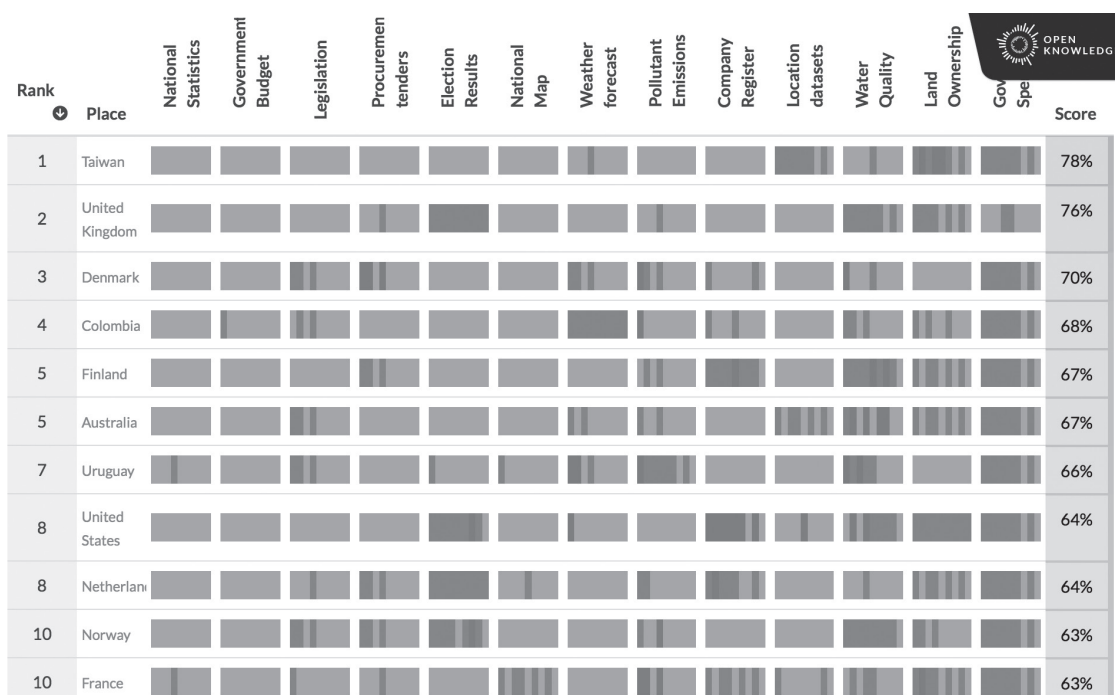 Rank
Place
National
Statistics
Government
Budget
Legislation
Procuremen
tenders
Election
Results
National
Map
Weather
forecast
Pollutant
Emissions
Company
Register
Location
datasets
Water
Quality
Land
Ownership
Gov
Spe
Score
OPEN
KNOWLEDG
1 Taiwan 78%
2 United
Kingdom 76%
3 Denmark 70%
4 Colombia 68%
5 Finland 67%
5 Australia 67%
7 Uruguay 66%
8 United
States 64%
8 Netherlan 64%
10 Norway 63%
10 France 63%